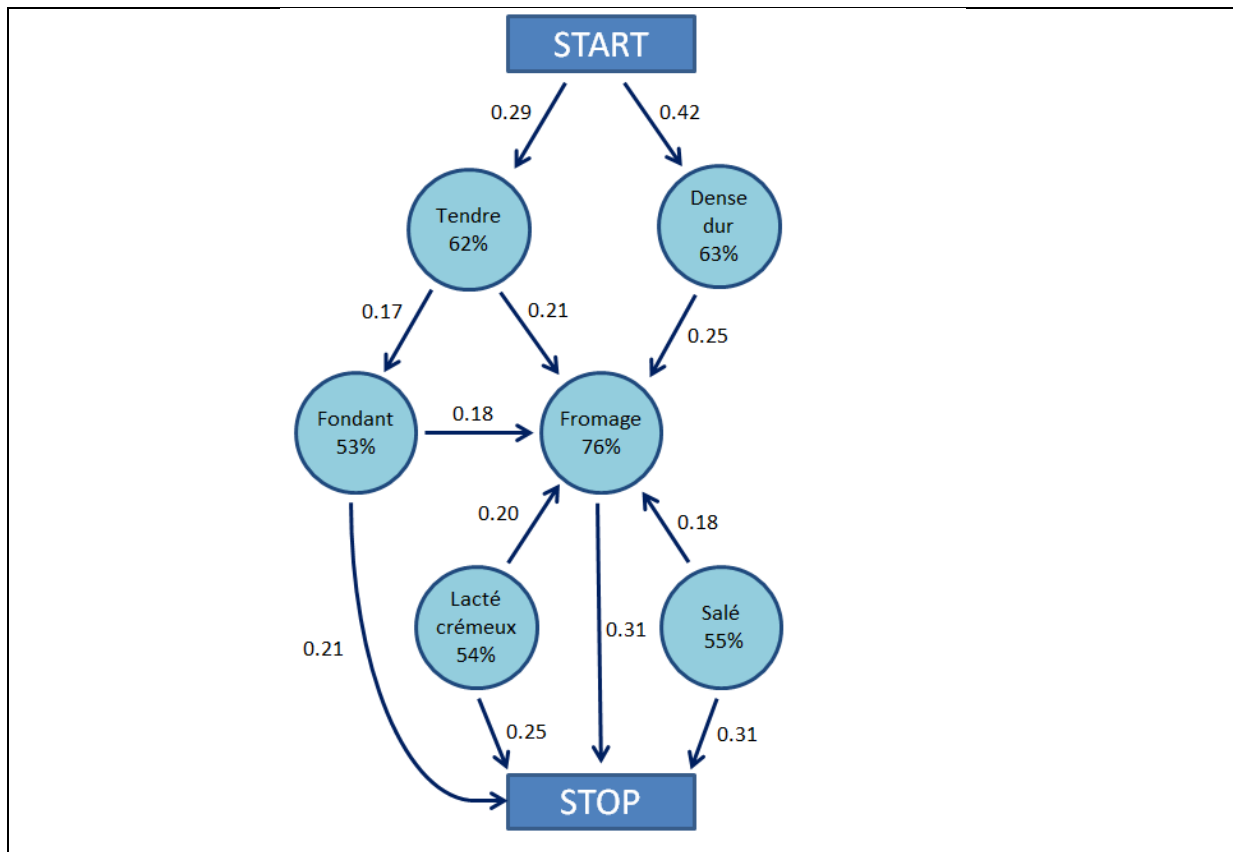 START
0.29
0.42
Tendre
62%
Dense
dur
63%
0.17
0.21
0.25
Fondant
53%
0.18
Fromage
76%
0.20
0.18
Lacté
crémeux
54%
Salé
55%
0.21
0.31
0.25
0.31
STOP